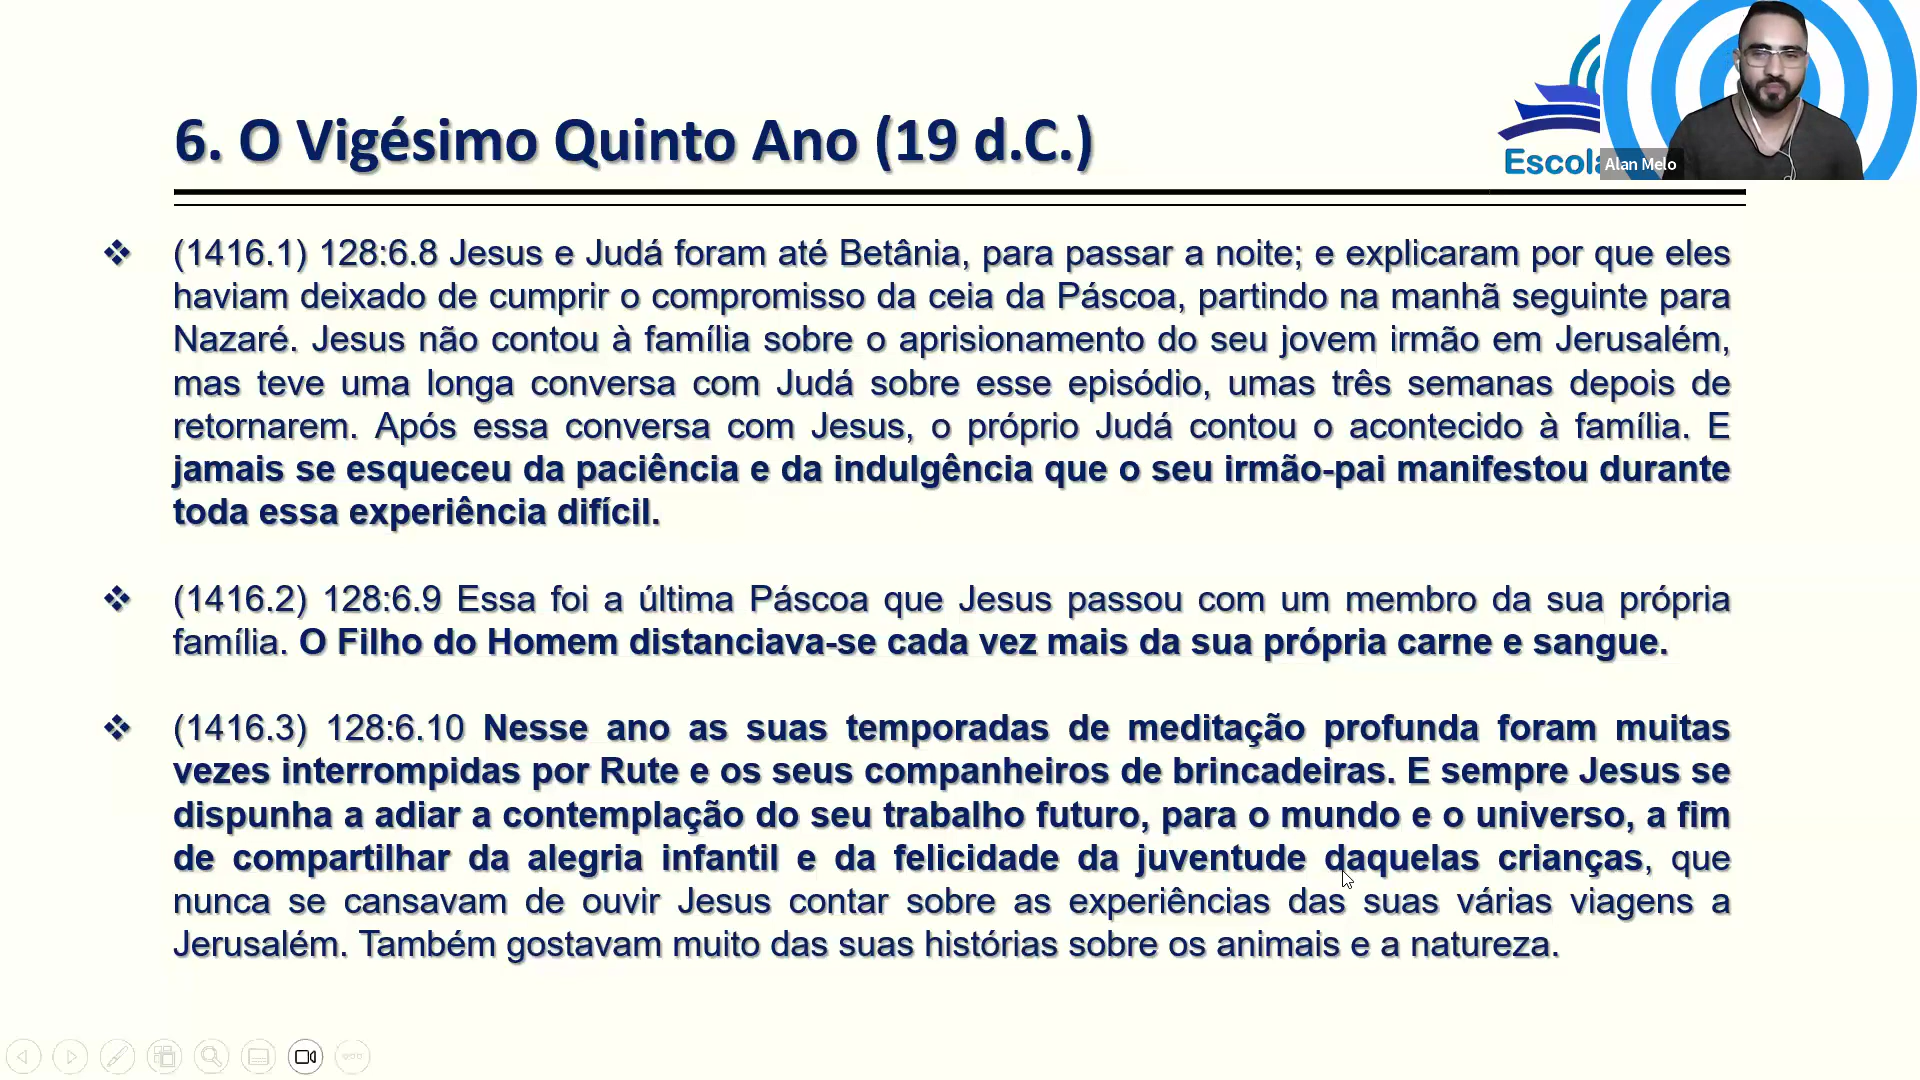 6. O Vigésimo Quinto Ano (19 d.C.)
Escola
Alan Melo
(1416.1) 128:6.8 Jesus e Judá foram até Betânia, para passar a noite; e explicaram por que eles
haviam deixado de cumprir o compromisso da ceia da Páscoa, partindo na manhã seguinte para
Nazaré. Jesus não contou à família sobre o aprisionamento do seu jovem irmão em Jerusalém,
mas teve uma longa conversa com Judá sobre esse episódio, umas três semanas depois de
retornarem. Após essa conversa com Jesus, o próprio Judá contou o acontecido à família. E
jamais se esqueceu da paciência e da indulgência que o seu irmão-pai manifestou durante
toda essa experiência difícil.
(1416.2) 128:6.9 Essa foi a última Páscoa que Jesus passou com um membro da sua própria
família. O Filho do Homem distanciava-se cada vez mais da sua própria carne e sangue.
(1416.3) 128:6.10 Nesse ano as suas temporadas de meditação profunda foram muitas
vezes interrompidas por Rute e os seus companheiros de brincadeiras. E sempre Jesus se
dispunha a adiar a contemplação do seu trabalho futuro, para o mundo e o universo, a fim
de compartilhar da alegria infantil e da felicidade da juventude daquelas crianças, que
nunca se cansavam de ouvir Jesus contar sobre as experiências das suas várias viagens a
Jerusalém. Também gostavam muito das suas histórias sobre os animais e a natureza.